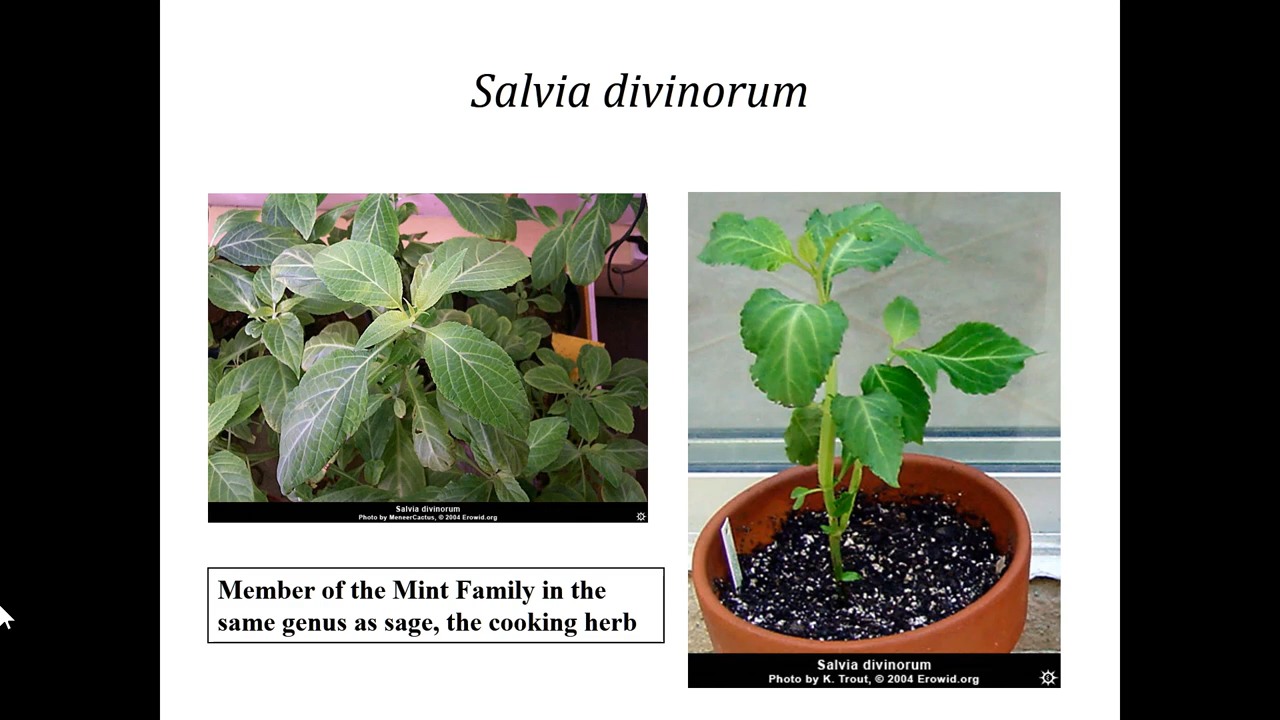 Salvia divinorum
Salvia divinorum
Photo by MeneerCactus, © 2004 Erowid.org
Member of the Mint Family in the
same genus as sage, the cooking herb
Salvia divinorum
Photo by K. Trout, © 2004 Erowid.org